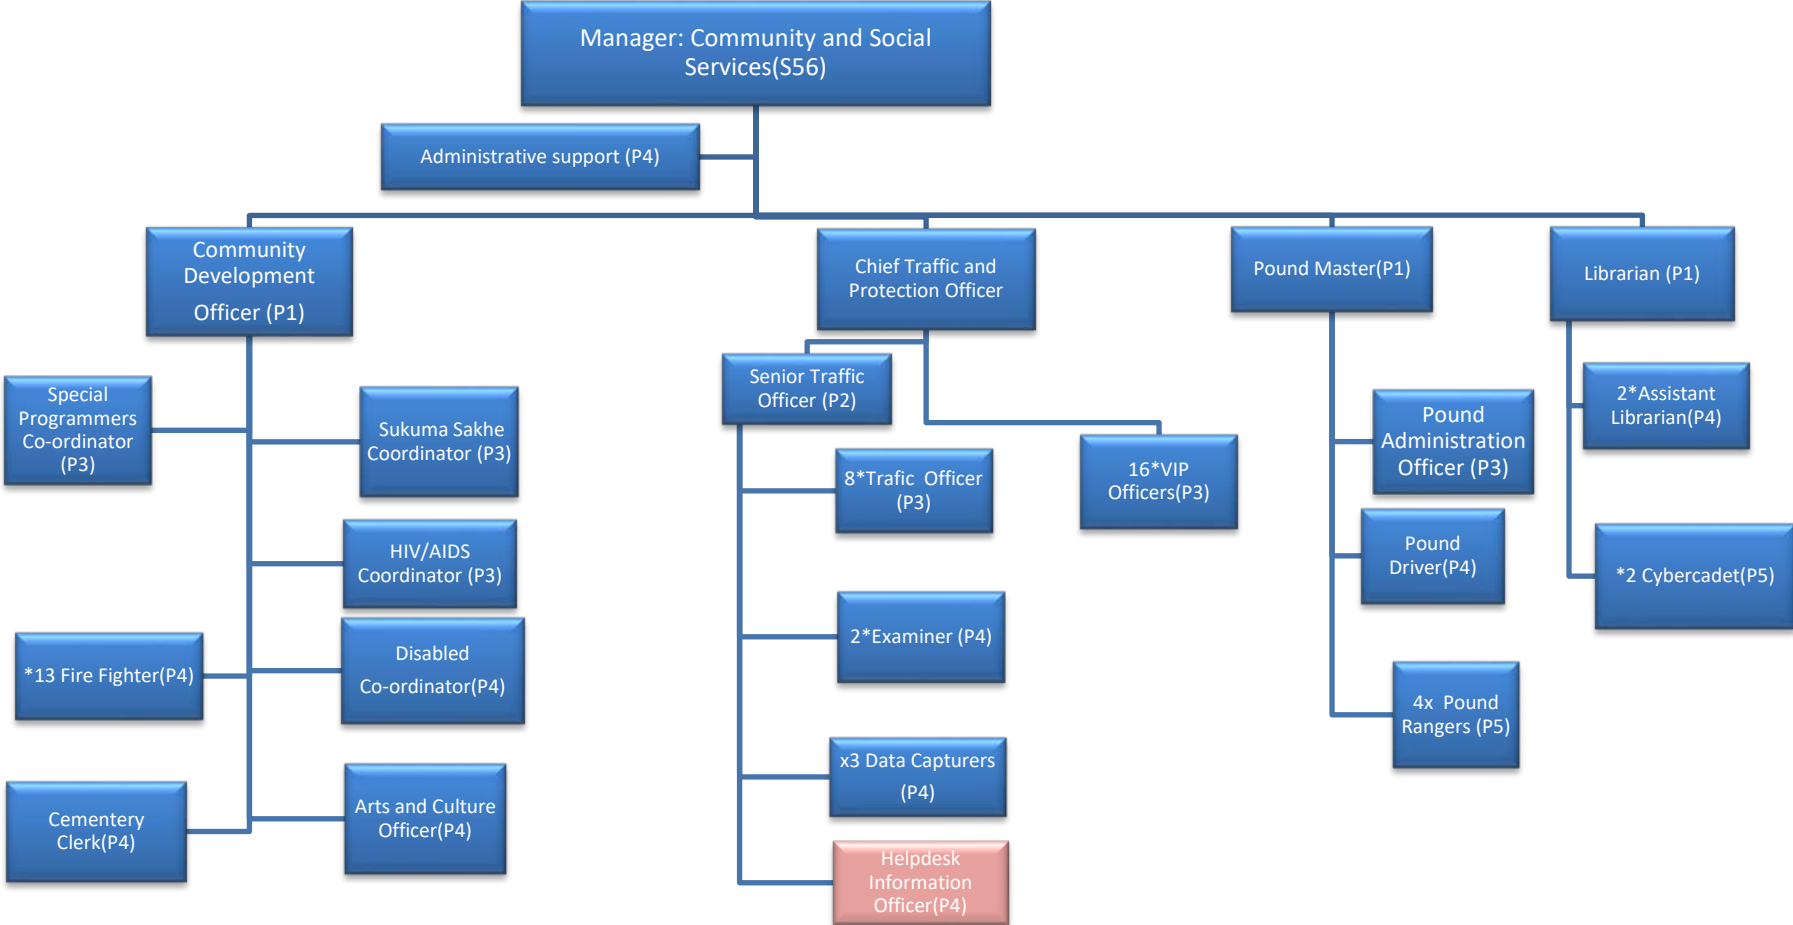 Manager: Community and Social
Services(S56)
Administrative support (P4)
Community
Development
Officer (P1)
Chief Traffic and
Protection Officer
Pound Master(P1)
Librarian (P1)
Special
Programmers
Co-ordinator
(P3)
Sukuma Sakhe
Coordinator (P3)
HIV/AIDS
Coordinator (P3)
*13 Fire Fighter(P4)
Disabled
Co-ordinator(P4)
Cementery
Clerk(P4)
Arts and Culture
Officer(P4)
Senior Traffic
Officer (P2)
8*Trafic  Officer
(P3)
16*VIP
Officers(P3)
2*Examiner (P4)
x3 Data Capturers
(P4)
Helpdesk
Information
Officer(P4)
Pound
Administration
Officer (P3)
Pound
Driver(P4)
4x  Pound
Rangers (P5)
2*Assistant
Librarian(P4)
*2 Cybercadet(P5)